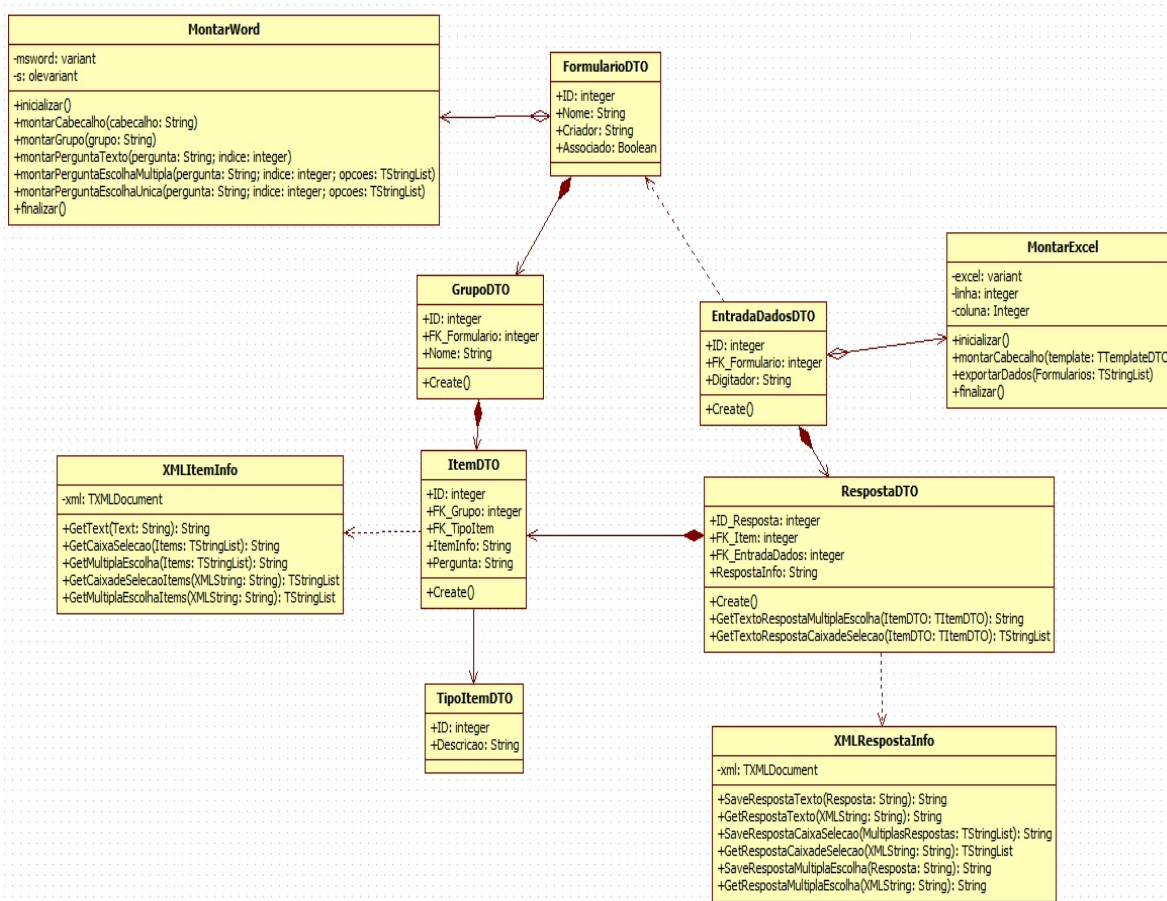 MontarWord
-msword: variant
-s: olevariant
+inicializar()
+montarCabecalho(cabecalho: String)
+montarGrupo(grupo: String)
+montarPerguntaTexto(pergunta: String; indice: integer)
+montarPerguntaEscolhaMultipla(pergunta: String; indice: integer; opcoes: TStringList)
+montarPerguntaEscolhaUnica(pergunta: String; indice: integer; opcoes: TStringList)
+finalizar()
FormularioDTO
+ID: integer
+Nome: String
+Criador: String
+Associado: Boolean
MontarExcel
-excel: variant
-linha: integer
-coluna: Integer
+inicializar()
+montarCabecalho(template: TTemplateDTO
+exportarDados(Formularios: TStringList)
+finalizar()
GrupoDTO
+ID: integer
+FK_Formulario: integer
+Nome: String
+Create()
EntradaDadosDTO
+ID: integer
+FK_Formulario: integer
+Digitador: String
+Create()
XMLItemInfo
-xml: TXMLDocument
+GetText(Text: String): String
+GetCaixaSelecao(Items: TStringList): String
+GetMultiplaEscolha(Items: TStringList): String
+GetCaixadeSelecaoItems(XMLString: String): TStringList
+GetMultiplaEscolhaItems(XMLString: String): TStringList
ItemDTO
+ID: integer
+FK_Grupo: integer
+FK_TipoItem
+ItemInfo: String
+Pergunta: String
+Create()
RespostaDTO
+ID_Resposta: integer
+FK_Item: integer
+FK_EntradaDados: integer
+RespostaInfo: String
+Create()
+GetTextoRespostaMultiplaEscolha(ItemDTO: TItemDTO): String
+GetTextoRespostaCaixadeSelecao(ItemDTO: TItemDTO): TStringList
TipoItemDTO
+ID: integer
+Descricao: String
XMLRespostaInfo
-xml: TXMLDocument
+SaveRespostaTexto(Resposta: String): String
+GetRespostaTexto(XMLString: String): String
+SaveRespostaCaixaSelecao(MultiplasRespostas: TStringList): String
+GetRespostaCaixadeSelecao(XMLString: String): TStringList
+SaveRespostaMultiplaEscolha(Resposta: String): String
+GetRespostaMultiplaEscolha(XMLString: String): String